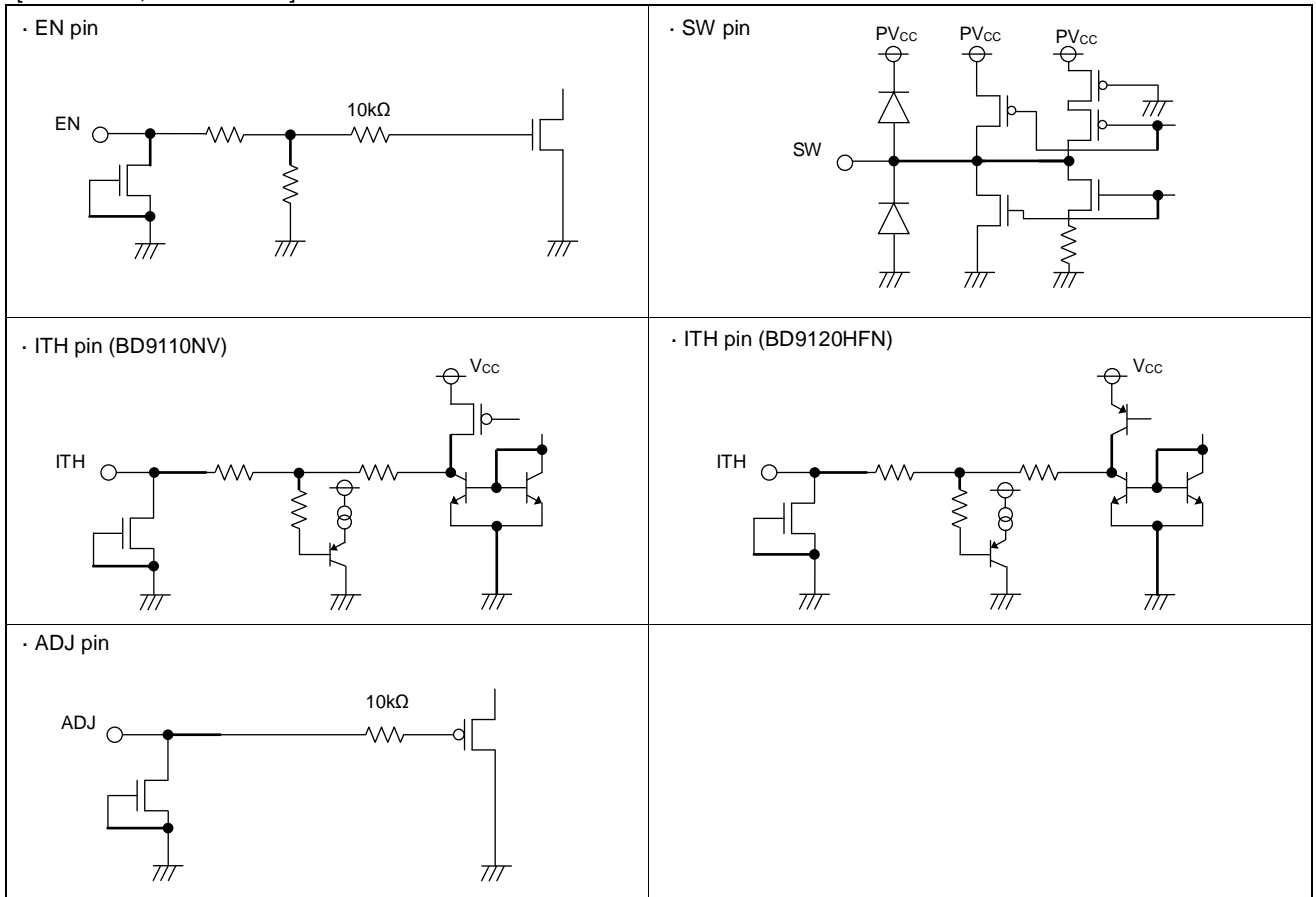 · EN pin
EN
10kΩ
· SW pin
PVcc PVcc PVcc
SW
· ITH pin (BD9110NV)
Vcc
ITH
· ITH pin (BD9120HFN)
Vcc
ITH
· ADJ pin
ADJ
10kΩ